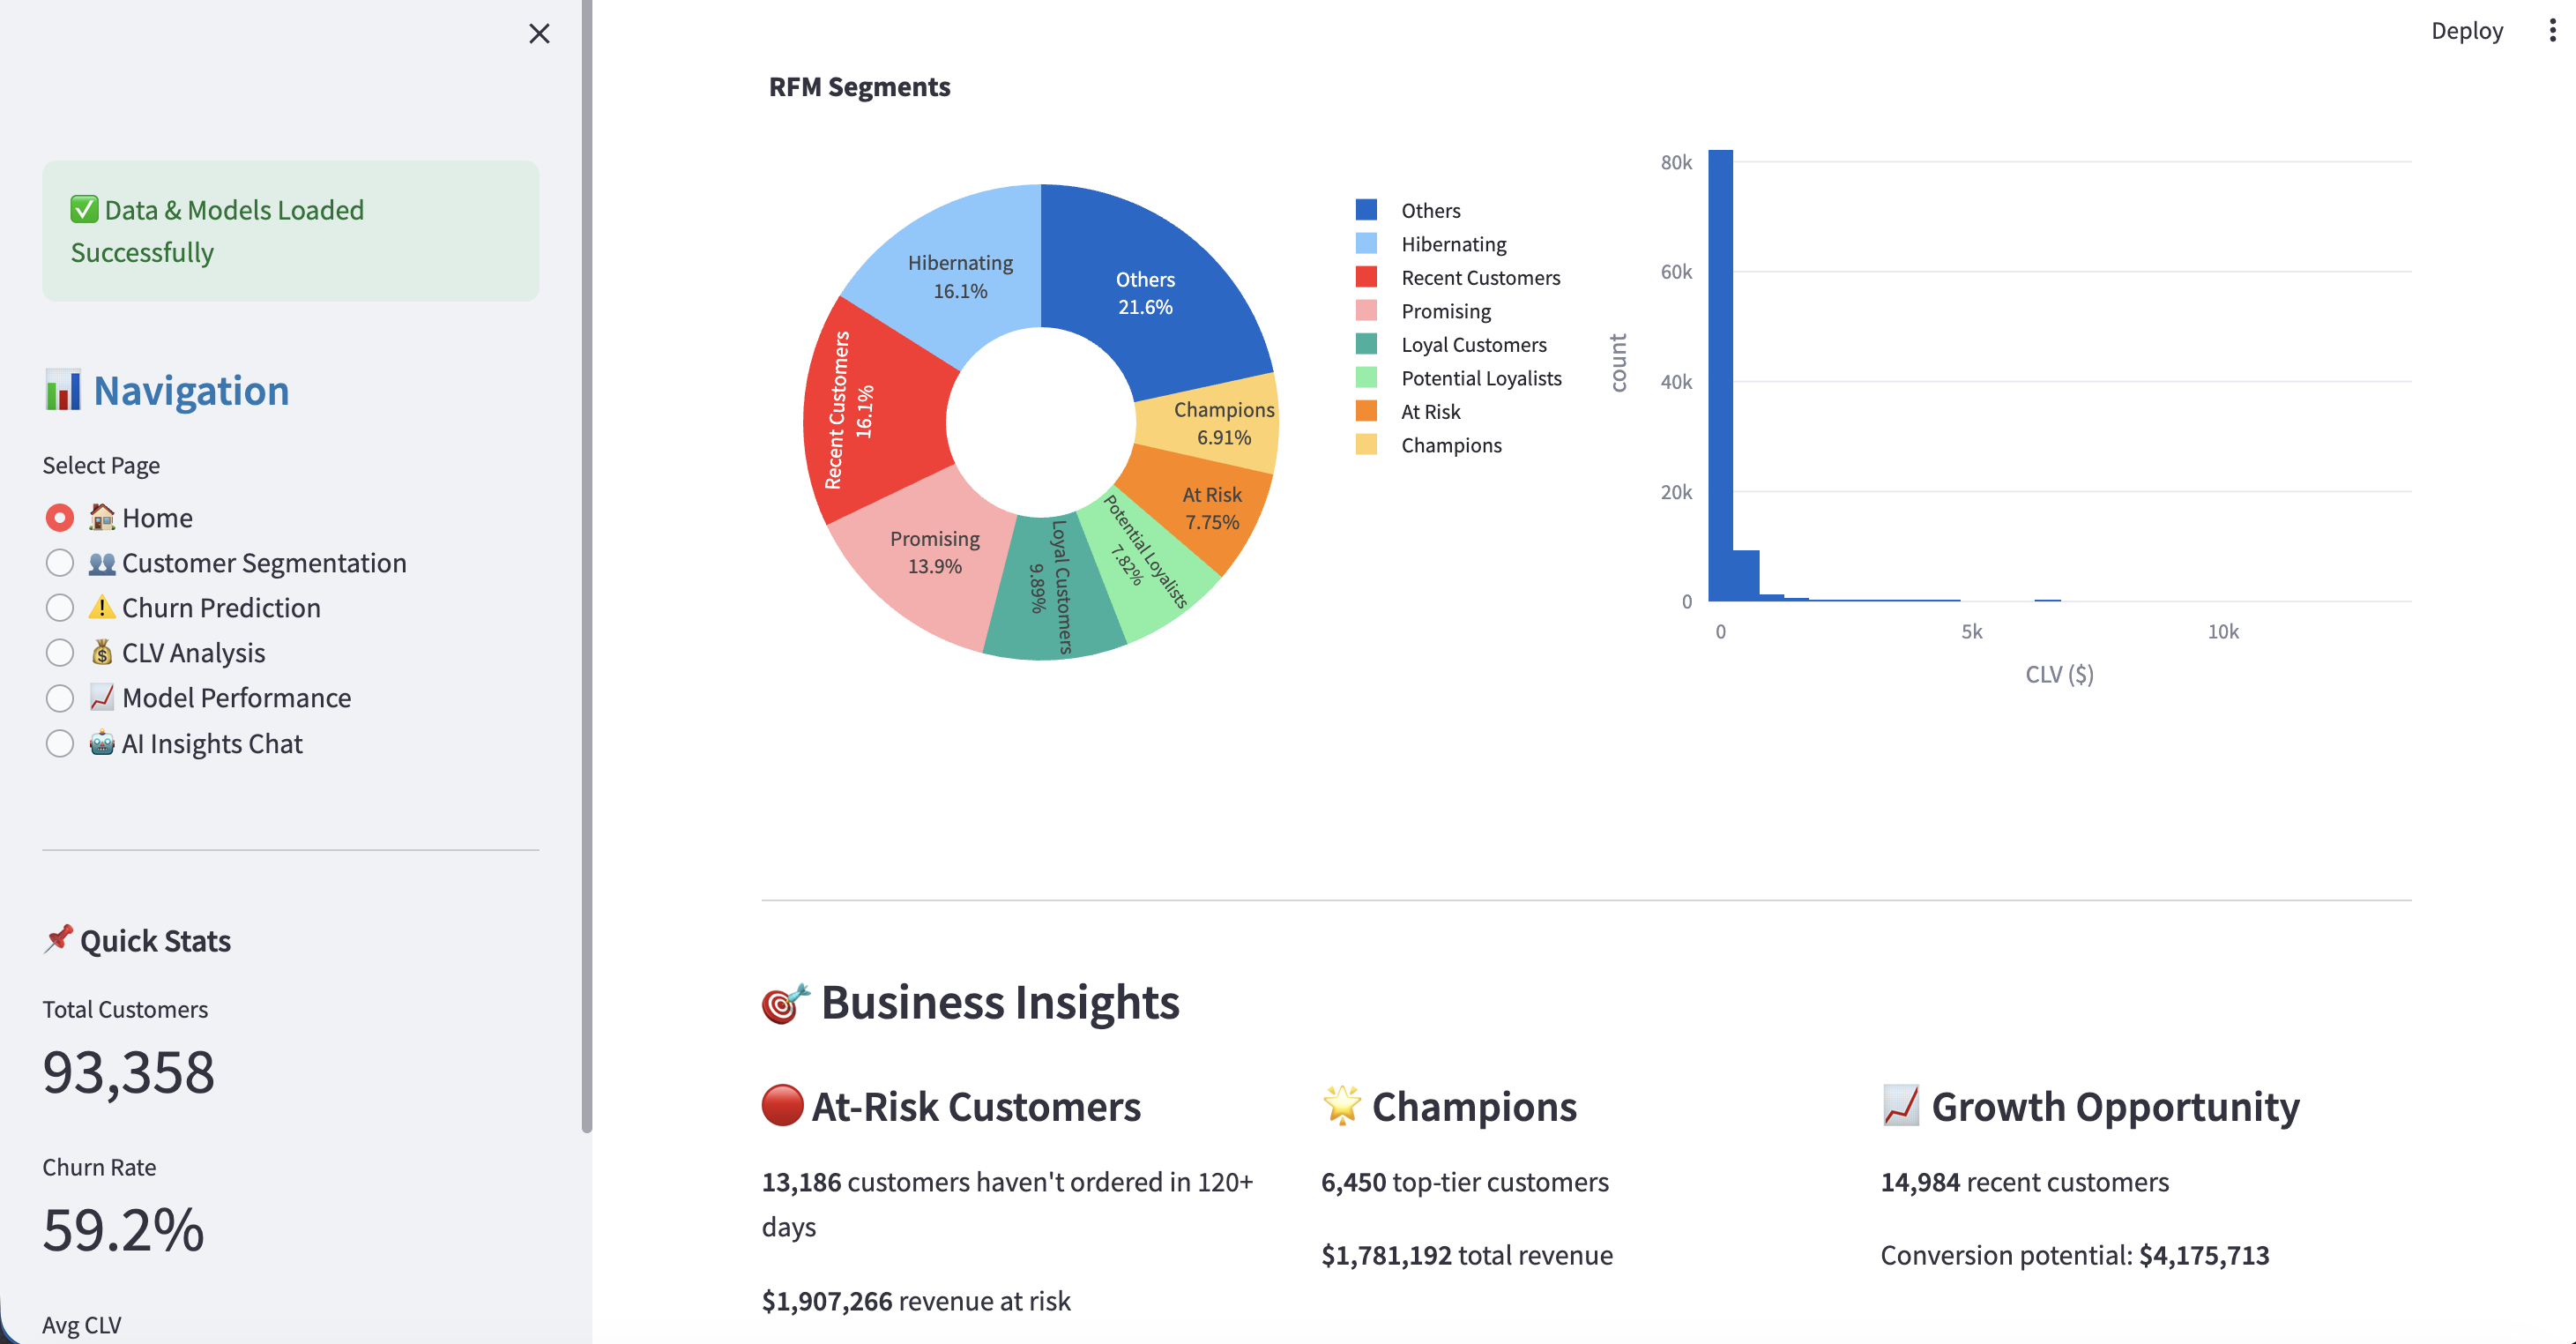 Deploy
✅ Data & Models Loaded
Successfully
📊 Navigation
Select Page
🏠 Home
👥 Customer Segmentation
⚠️ Churn Prediction
💰 CLV Analysis
📈 Model Performance
🤖 AI Insights Chat
📌 Quick Stats
Total Customers
93,358
Churn Rate
59.2%
Avg CLV
RFM Segments
Others
21.6%
Champions
6.91%
At Risk
7.75%
Potential Loyalists
7.82%
Loyal Customers
9.89%
Promising
13.9%
Recent Customers
16.1%
Hibernating
16.1%
Others
Hibernating
Recent Customers
Promising
Loyal Customers
Potential Loyalists
At Risk
Champions
count
80k
60k
40k
20k
0
0
5k
10k
CLV ($)
🎯 Business Insights
🔴 At-Risk Customers
13,186 customers haven't ordered in 120+
days
$1,907,266 revenue at risk
🌟 Champions
6,450 top-tier customers
$1,781,192 total revenue
📈 Growth Opportunity
14,984 recent customers
Conversion potential: $4,175,713